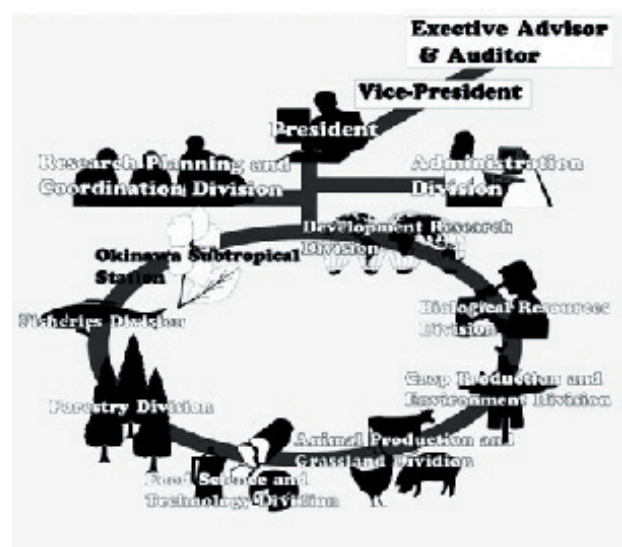 Exective Advisor
& Auditor
Vice-President
President
Research Planning and
Coordination Division
Administration
Division
Development Research
Division
Okinawa Subtropical
Station
Biological Resources
Division
Fisheries Division
Crop Production and
Environment Division
Forestry Division
Animal Production and
Grassland Dividion
Food Science and
Technology Division